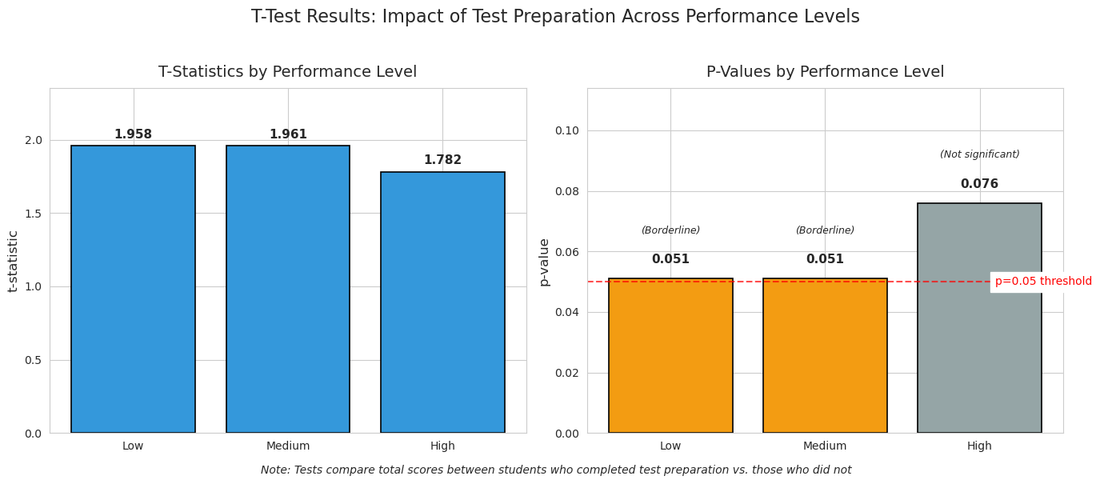 T-Test Results: Impact of Test Preparation Across Performance Levels
T-Statistics by Performance Level
t-statistic
2.0
1.5
1.0
0.5
0.0
1.958
1.961
1.782
Low
Medium
High
P-Values by Performance Level
p-value
0.10
0.08
0.06
0.04
0.02
0.00
(Borderline)
0.051
(Borderline)
0.051
(Not significant)
0.076
p=0.05 threshold
Low
Medium
High
Note: Tests compare total scores between students who completed test preparation vs. those who did not